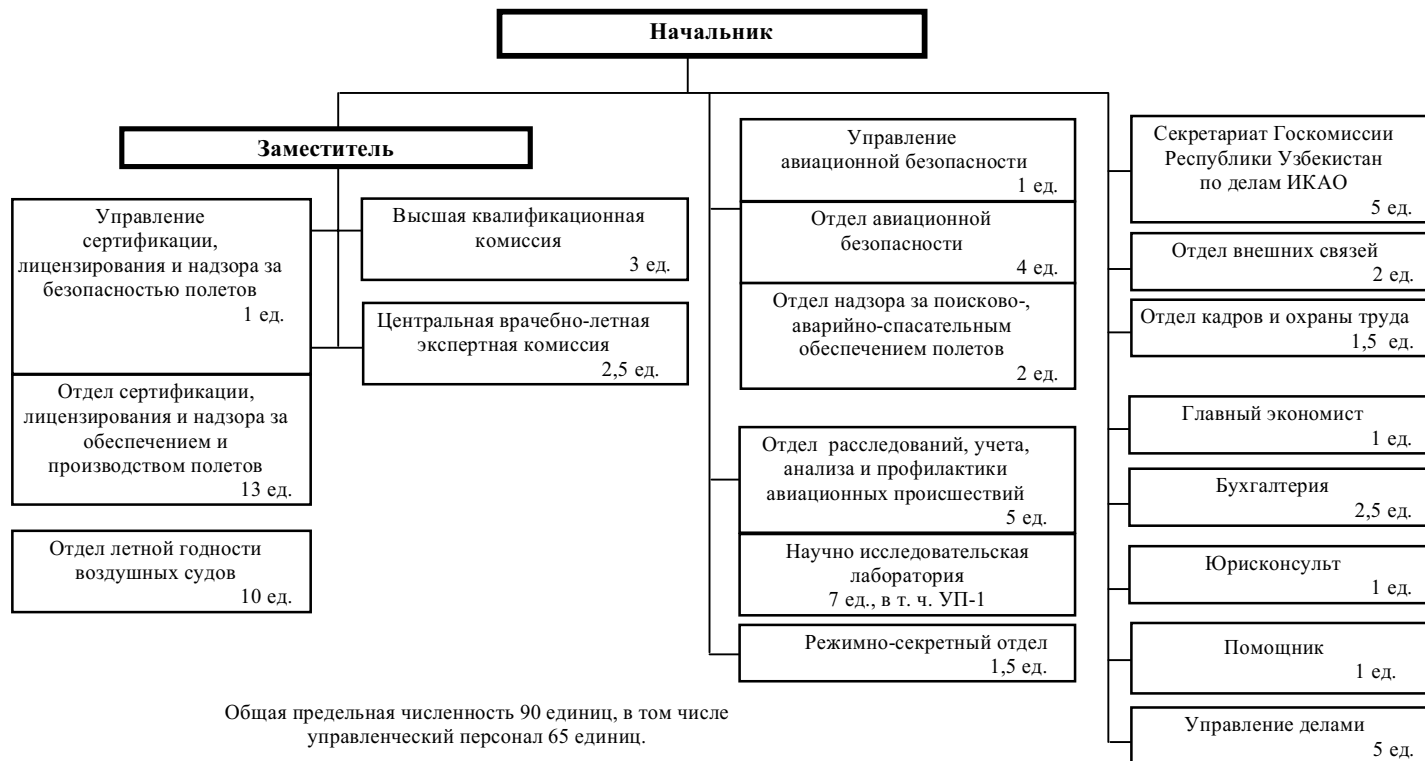 Начальник
Заместитель
Управление
сертификации,
лицензирования и надзора за
безопасностью полетов
1 ед.
Отдел сертификации,
лицензирования и надзора за
обеспечением и
производством полетов
13 ед.
Отдел летной годности
воздушных судов
10 ед.
Высшая квалификационная
комиссия
3 ед.
Центральная врачебно-летная
экспертная комиссия
2,5 ед.
Управление
авиационной безопасности
1 ед.
Отдел авиационной
безопасности
4 ед.
Отдел надзора за поисково-,
аварийно-спасательным
обеспечением полетов
2 ед.
Отдел расследований, учета,
анализа и профилактики
авиационных происшествий
5 ед.
Научно исследовательская
лаборатория
7 ед., в т. ч. УП-1
Режимно-секретный отдел
1,5 ед.
Секретариат Госкомиссии
Республики Узбекистан
по делам ИКАО
5 ед.
Отдел внешних связей
2 ед.
Отдел кадров и охраны труда
1,5 ед.
Главный экономист
1 ед.
Бухгалтерия
2,5 ед.
Юрисконсульт
1 ед.
Помощник
1 ед.
Управление делами
5 ед.
Общая предельная численность 90 единиц, в том числе
управленческий персонал 65 единиц.